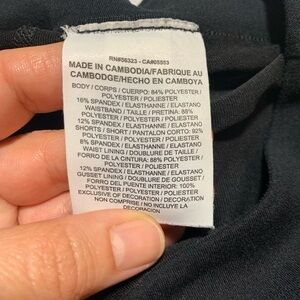 RN#56323 - CA#05553
MADE IN CAMBODIA/FABRIQUE AU
CAMBODGE/HECHO EN CAMBOYA
BODY / CORPS / CUERPO: 84% POLYESTER /
POLYESTER / POLIESTER
16% SPANDEX / ELASTHANNE / ELASTANO
WAISTBAND / TAILLE / PRETINA: 88%
POLYESTER / POLYESTER / POLIESTER
12% SPANDEX / ELASTHANNE / ELASTANO
SHORTS / SHORT / PANTALON CORTO: 92%
POLYESTER / POLYESTER / POLIESTER
8% SPANDEX / ELASTHANNE / ELASTANO
WAIST LINING / DOUBLURE DE TAILLE /
FORRO DE LA CINTURA: 88% POLYESTER /
POLYESTER / POLIESTER
12% SPANDEX / ELASTHANNE / ELASTANO
GUSSET LINING / DOUBLURE DE GOUSSET /
FORRO DEL PUENTE INTERIOR: 100%
POLYESTER / POLYESTER / POLIESTER
EXCLUSIVE OF DECORATION / DECORATION
NON COMPRISE / NO INCLUYE LA
DECORACION